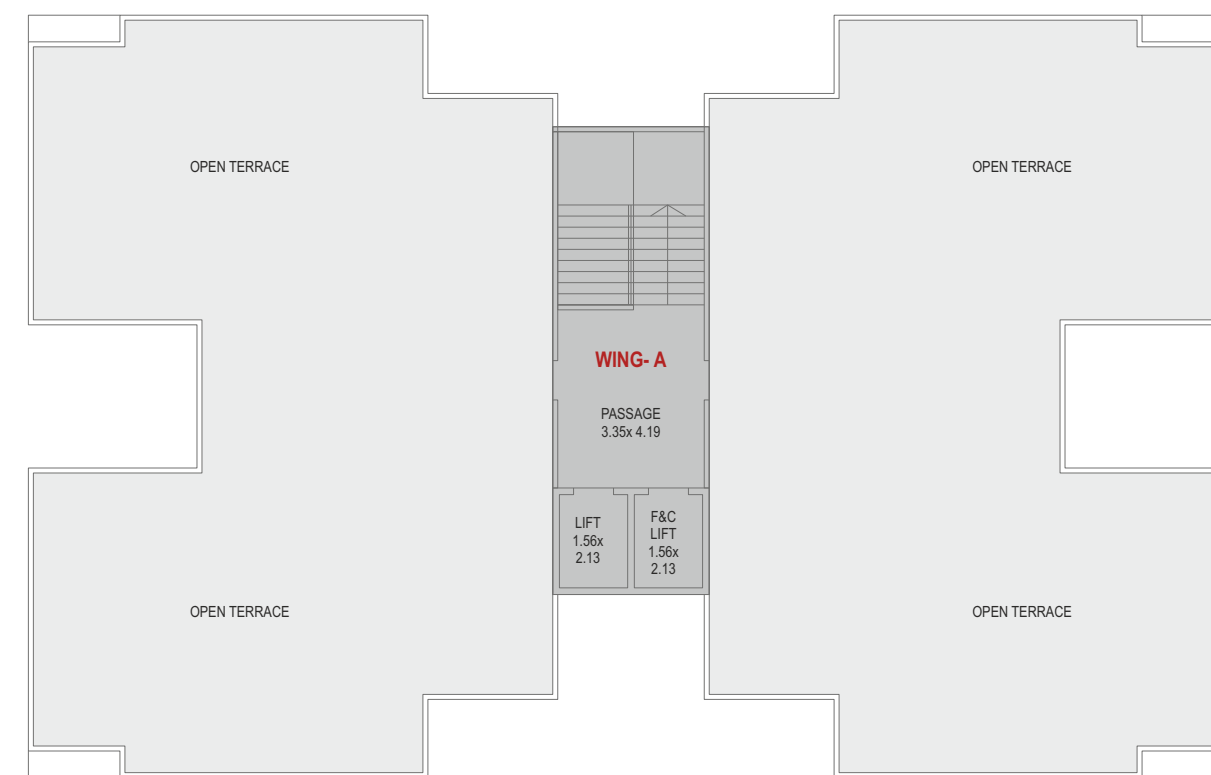 OPEN TERRACE
OPEN TERRACE
WING- A
PASSAGE
3.35x 4.19
LIFT
1.56x
2.13
F&C
LIFT
1.56x
2.13
OPEN TERRACE
OPEN TERRACE